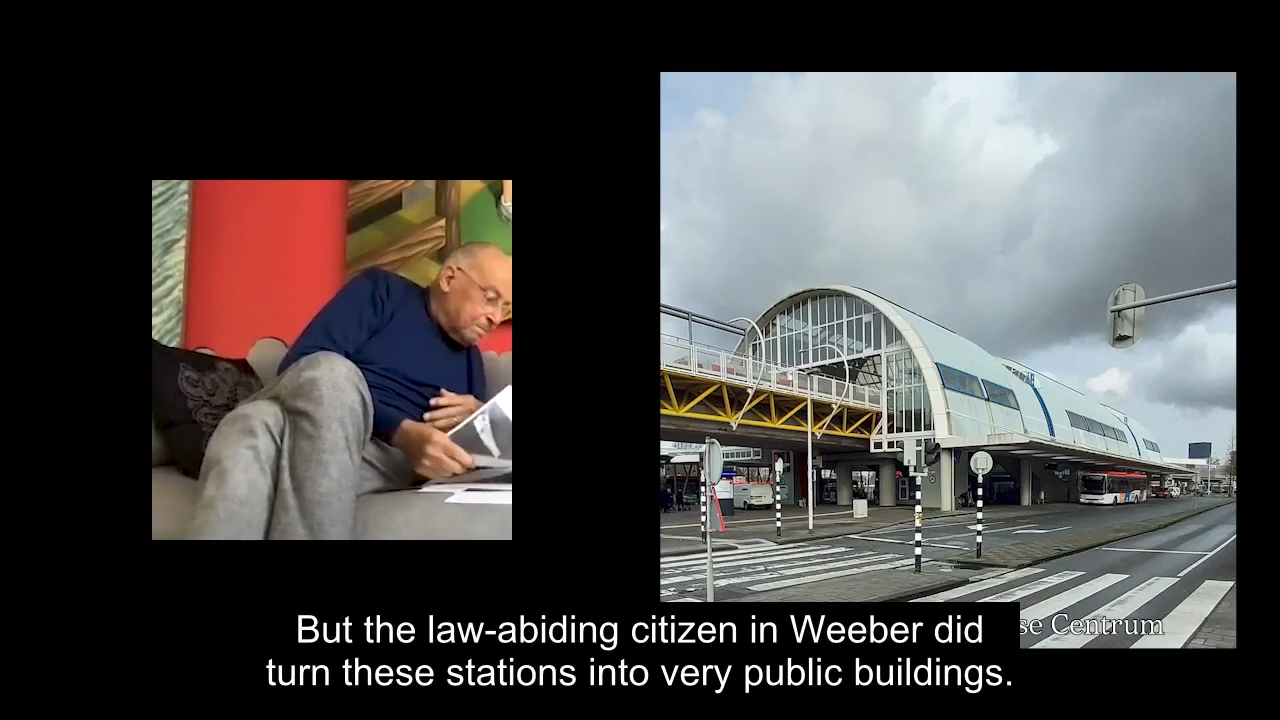 se Centrum
But the law-abiding citizen in Weeber did
turn these stations into very public buildings.